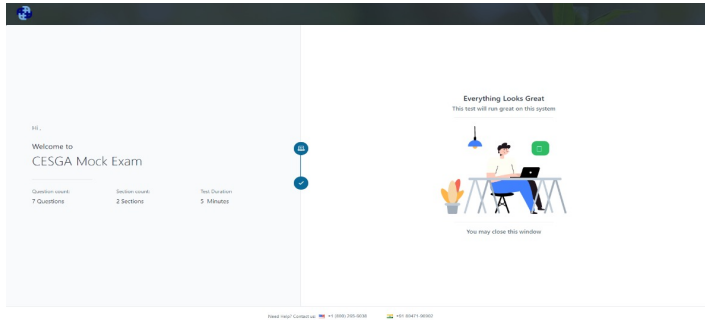 Hi,
Welcome to
CESGA Mock Exam
Question count:
Section count:
Test Duration
7 Questions
2 Sections
5 Minutes
Everything Looks Great
This test will run great on this system
You may close this window
Need Help? Contact us: